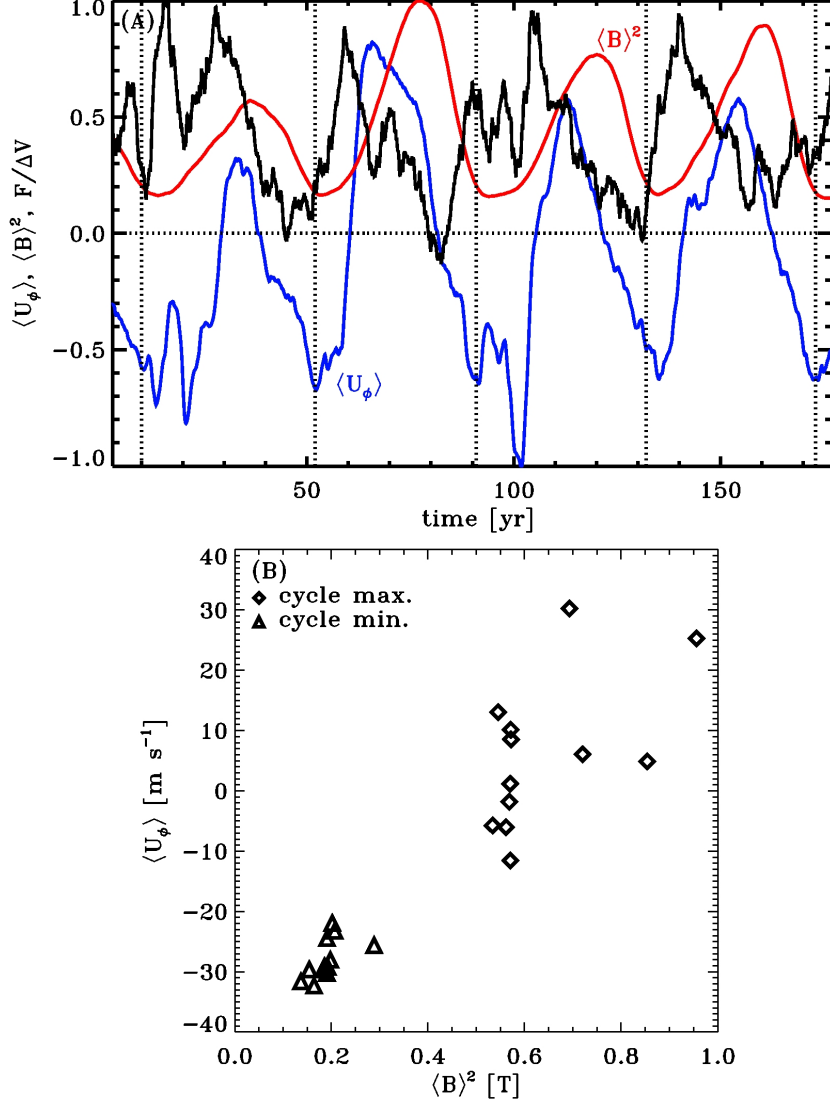 (A)
⟨B⟩²
⟨U_ϕ⟩
⟨U_ϕ⟩, ⟨B⟩², F/ΔV
1.0
0.5
0.0
−0.5
−1.0
50 100 150
time [yr]
(B)
cycle max.
cycle min.
⟨U_ϕ⟩ [m s⁻¹]
40
30
20
10
0
−10
−20
−30
−40
0.0 0.2 0.4 0.6 0.8 1.0
⟨B⟩² [T]